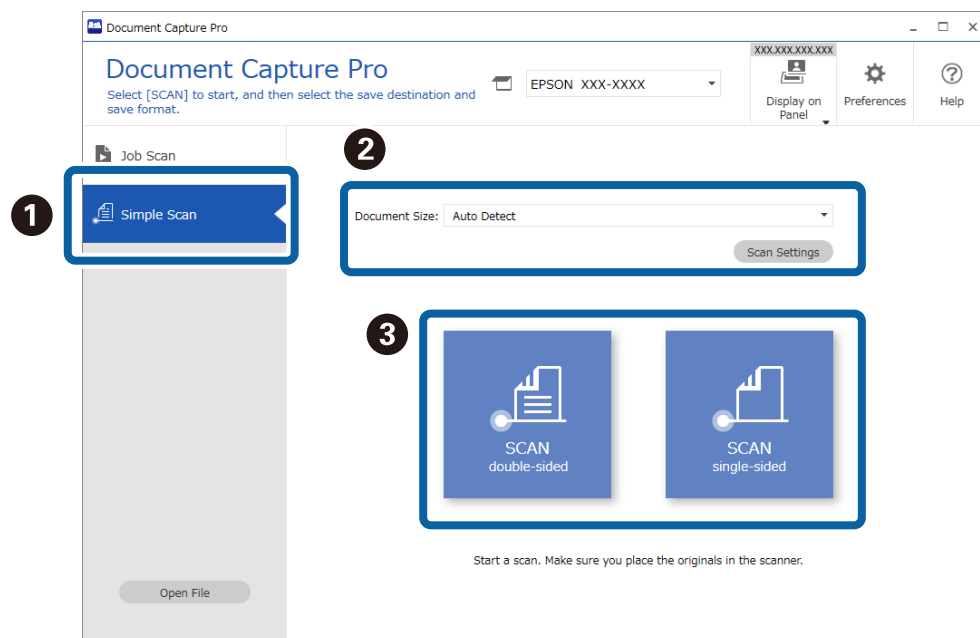 Document Capture Pro
Document Capture Pro
Select [SCAN] to start, and then select the save destination and
save format.
EPSON XXX-XXXX
XXX.XXX.XXX.XXX
Display on
Panel
Preferences
Help
Job Scan
1
Simple Scan
2
Document Size: Auto Detect
Scan Settings
3
SCAN
double-sided
SCAN
single-sided
Start a scan. Make sure you place the originals in the scanner.
Open File